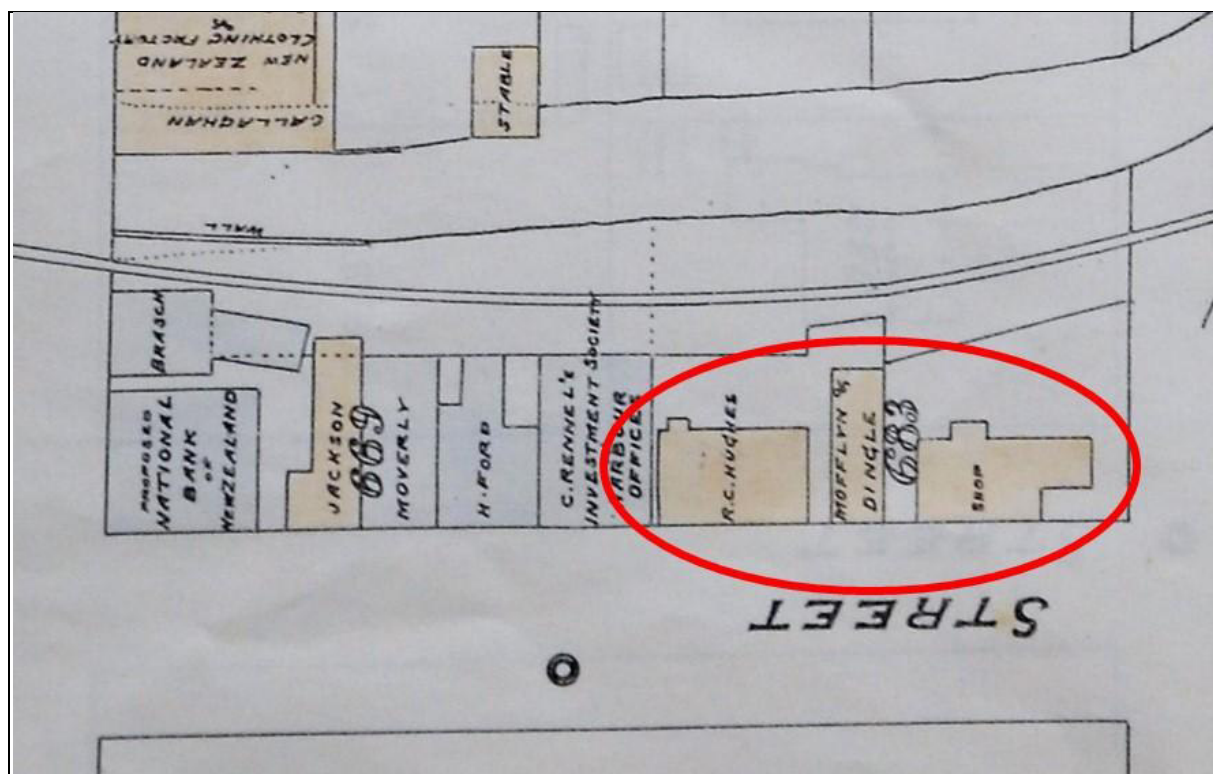 CALLAGHAN
NEW ZEALAND
CLOTHING FACTORY
&
STABLE
WALL
BRASCH
PROPOSED
NATIONAL
BANK
OF
NEW ZEALAND
JACKSON
669
MOVERLY
H. FORD
C. RENNEL'S
INVESTMENT SOCIETY
HARBOUR
OFFICES
R.C. HUGHES
MOFFLYN &
DINGLE
683
SHOP
STREET